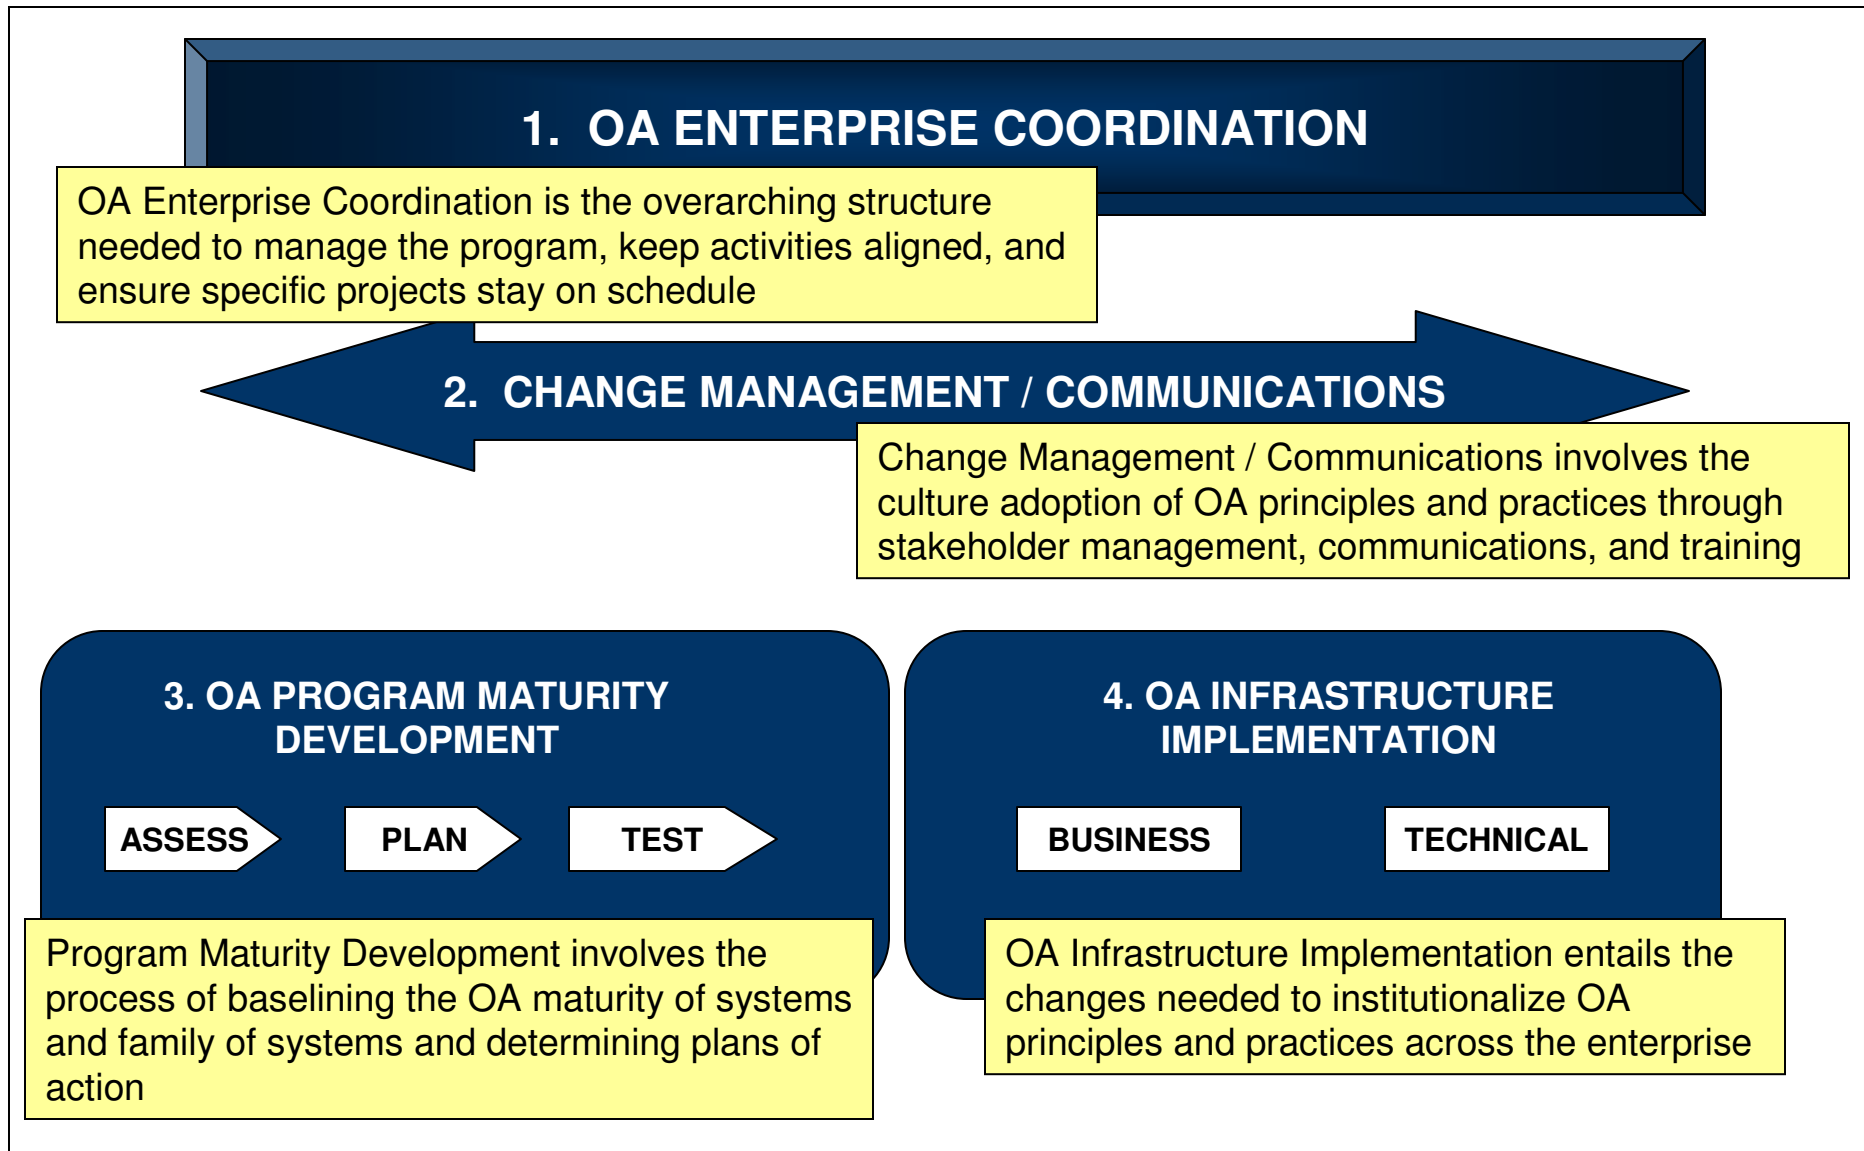 1. OA ENTERPRISE COORDINATION
OA Enterprise Coordination is the overarching structure
needed to manage the program, keep activities aligned, and
ensure specific projects stay on schedule
2. CHANGE MANAGEMENT / COMMUNICATIONS
Change Management / Communications involves the
culture adoption of OA principles and practices through
stakeholder management, communications, and training
3. OA PROGRAM MATURITY
DEVELOPMENT
ASSESS
PLAN
TEST
Program Maturity Development involves the
process of baselining the OA maturity of systems
and family of systems and determining plans of
action
4. OA INFRASTRUCTURE
IMPLEMENTATION
BUSINESS
TECHNICAL
OA Infrastructure Implementation entails the
changes needed to institutionalize OA
principles and practices across the enterprise